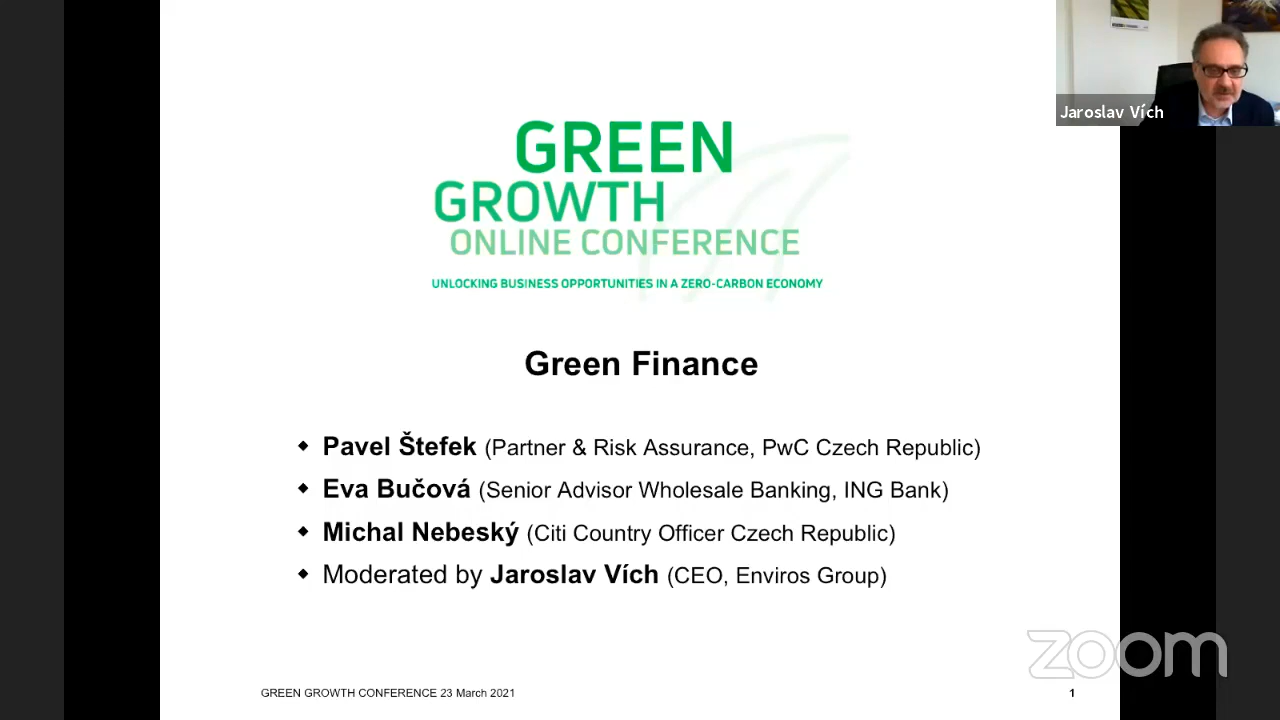 Jaroslav Vích
GREEN
GROWTH
ONLINE CONFERENCE
UNLOCKING BUSINESS OPPORTUNITIES IN A ZERO-CARBON ECONOMY
Green Finance
◆ Pavel Štefek (Partner & Risk Assurance, PwC Czech Republic)
◆ Eva Bučová (Senior Advisor Wholesale Banking, ING Bank)
◆ Michal Nebeský (Citi Country Officer Czech Republic)
◆ Moderated by Jaroslav Vích (CEO, Enviros Group)
zoom
GREEN GROWTH CONFERENCE 23 March 2021
1